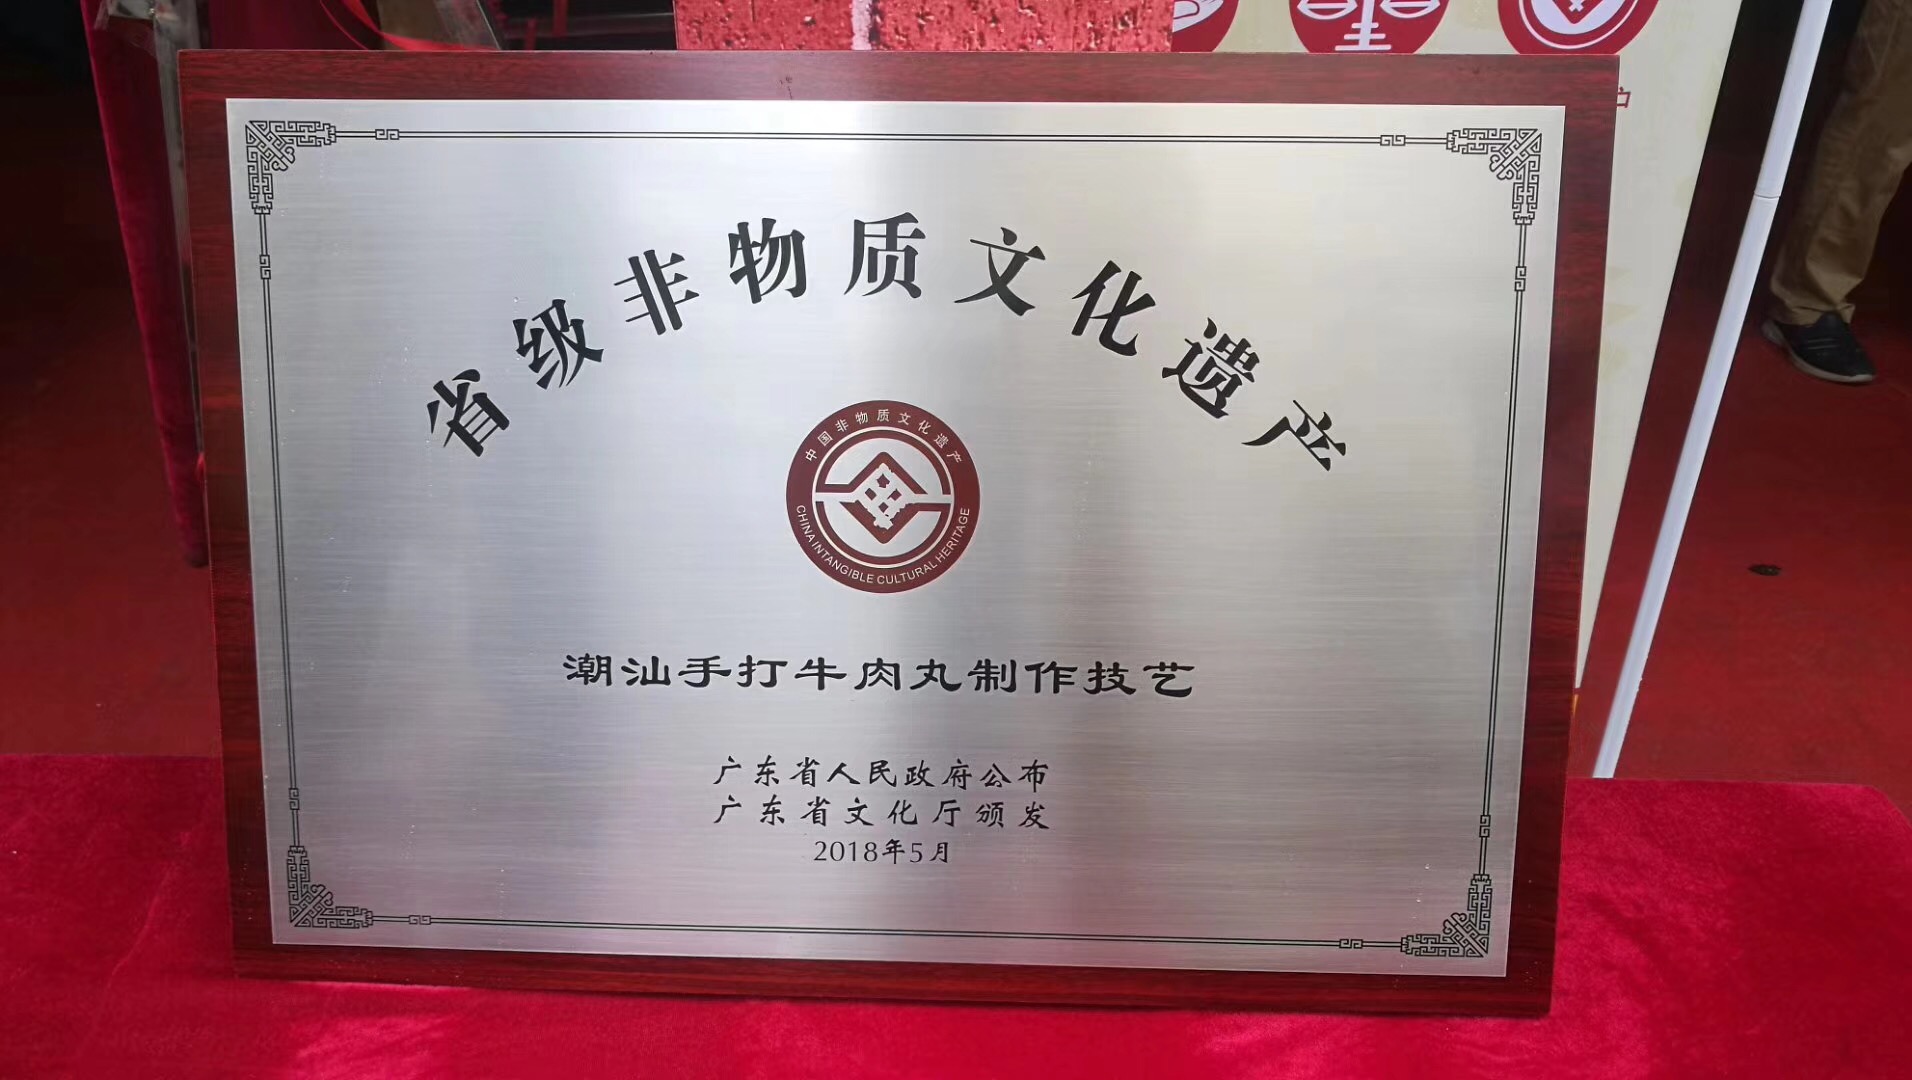 省级非物质文化遗产
中国非物质文化遗产
CHINA INTANGIBLE CULTURAL HERITAGE
潮汕手打牛肉丸制作技艺
广东省人民政府公布
广东省文化厅颁发
2018年5月